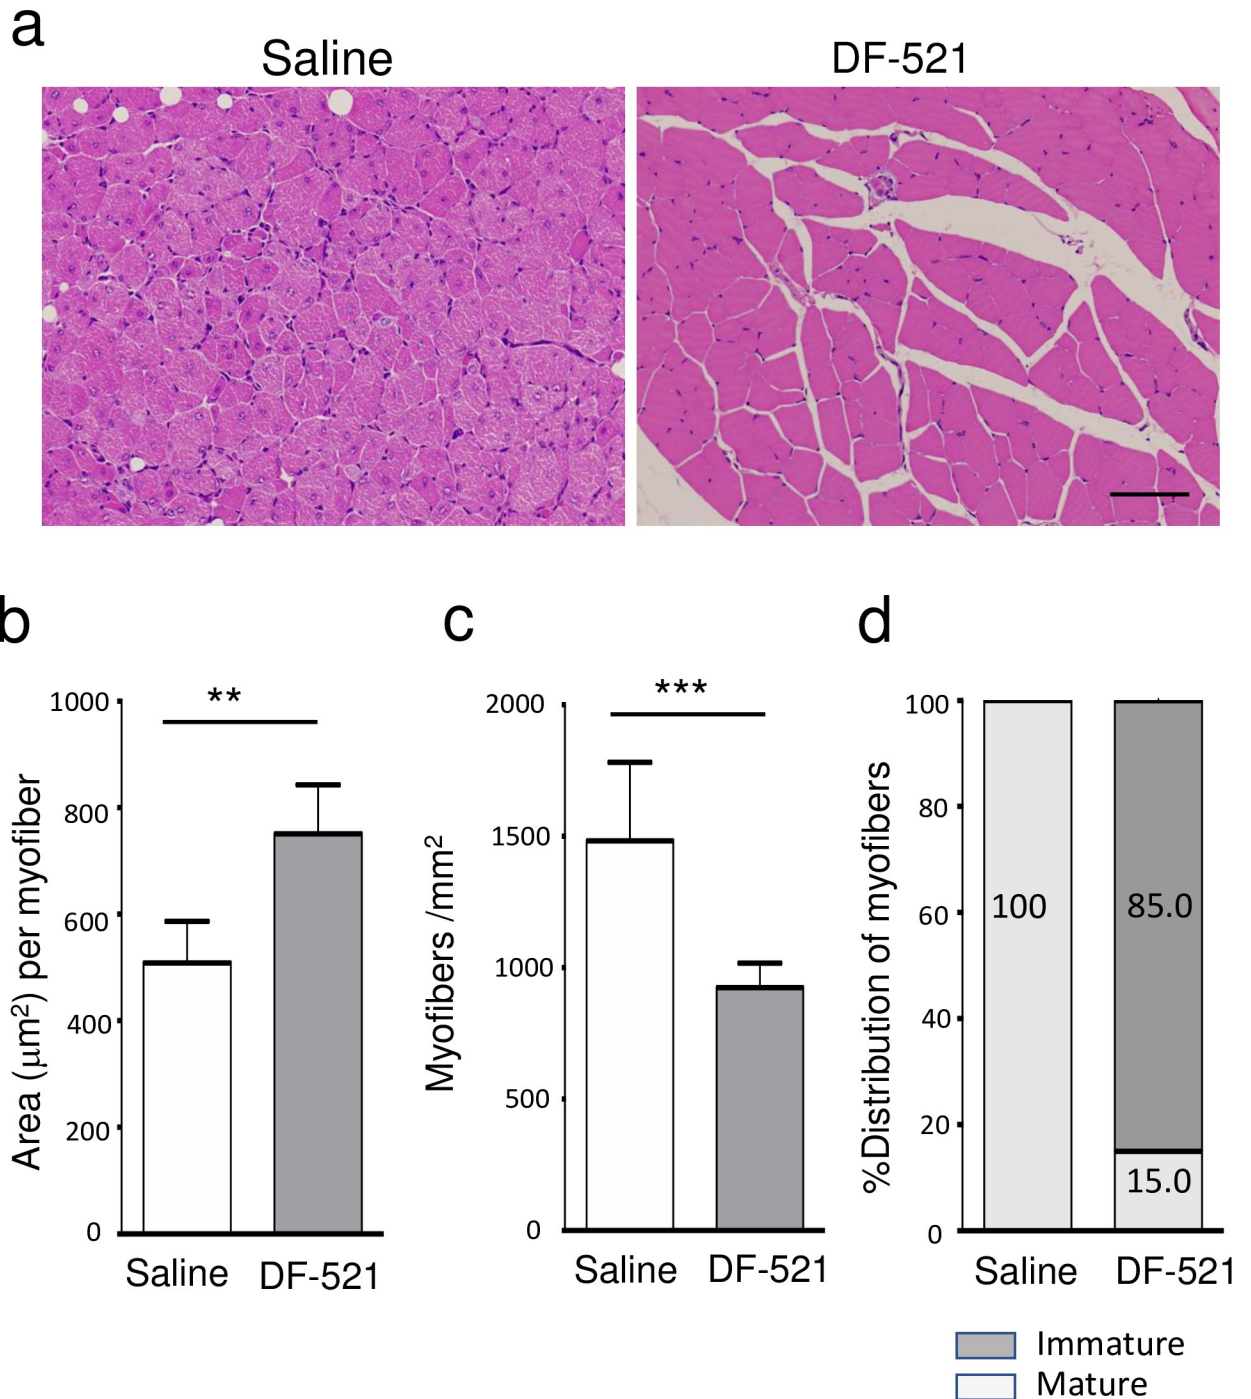 a
Saline
DF-521
b
c
d
Area (μm²) per myofiber
1000
800
600
400
200
0
**
Saline
DF-521
Myofibers /mm²
2000
1500
1000
500
0
***
Saline
DF-521
%Distribution of myofibers
100
80
60
40
20
0
100
85.0
15.0
Saline
DF-521
Immature
Mature